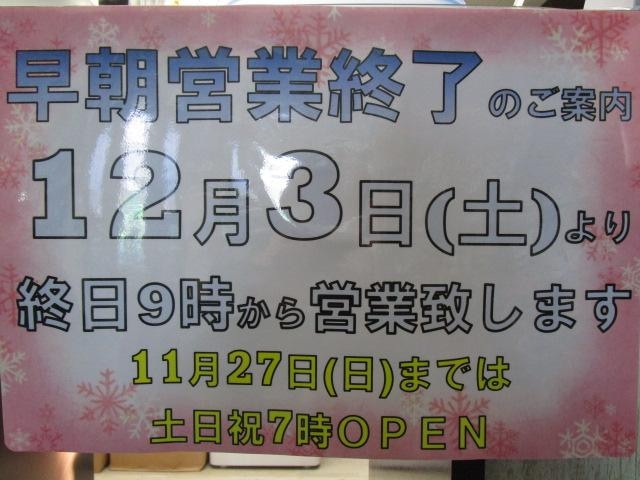 早朝営業終了のご案内
12月3日(土)より
終日9時から営業致します
11月27日(日)までは
土日祝7時OPEN